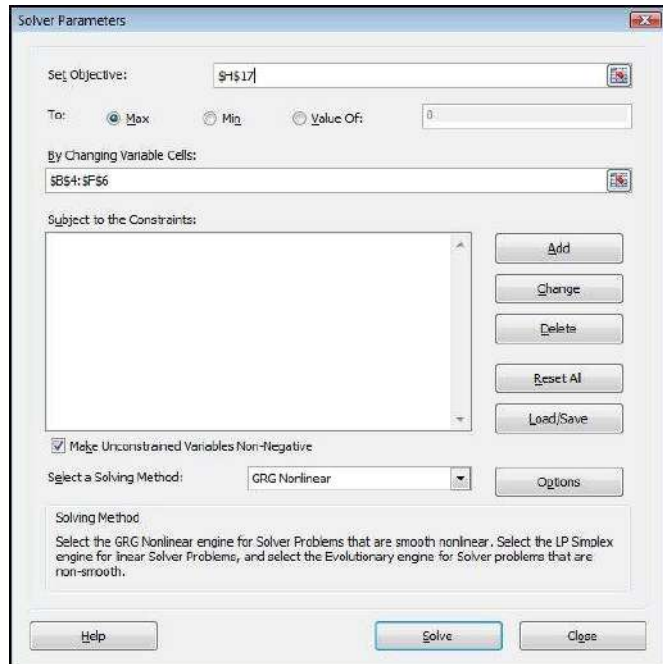 Solver Parameters
Set Objective:
$H$17
To:
Max
Min
Value Of:
0
By Changing Variable Cells:
$B$4:$F$6
Subject to the Constraints:
Add
Change
Delete
Reset All
Load/Save
Make Unconstrained Variables Non-Negative
Select a Solving Method:
GRG Nonlinear
Options
Solving Method
Select the GRG Nonlinear engine for Solver Problems that are smooth nonlinear. Select the LP Simplex
engine for linear Solver Problems, and select the Evolutionary engine for Solver problems that are
non-smooth.
Help
Solve
Close